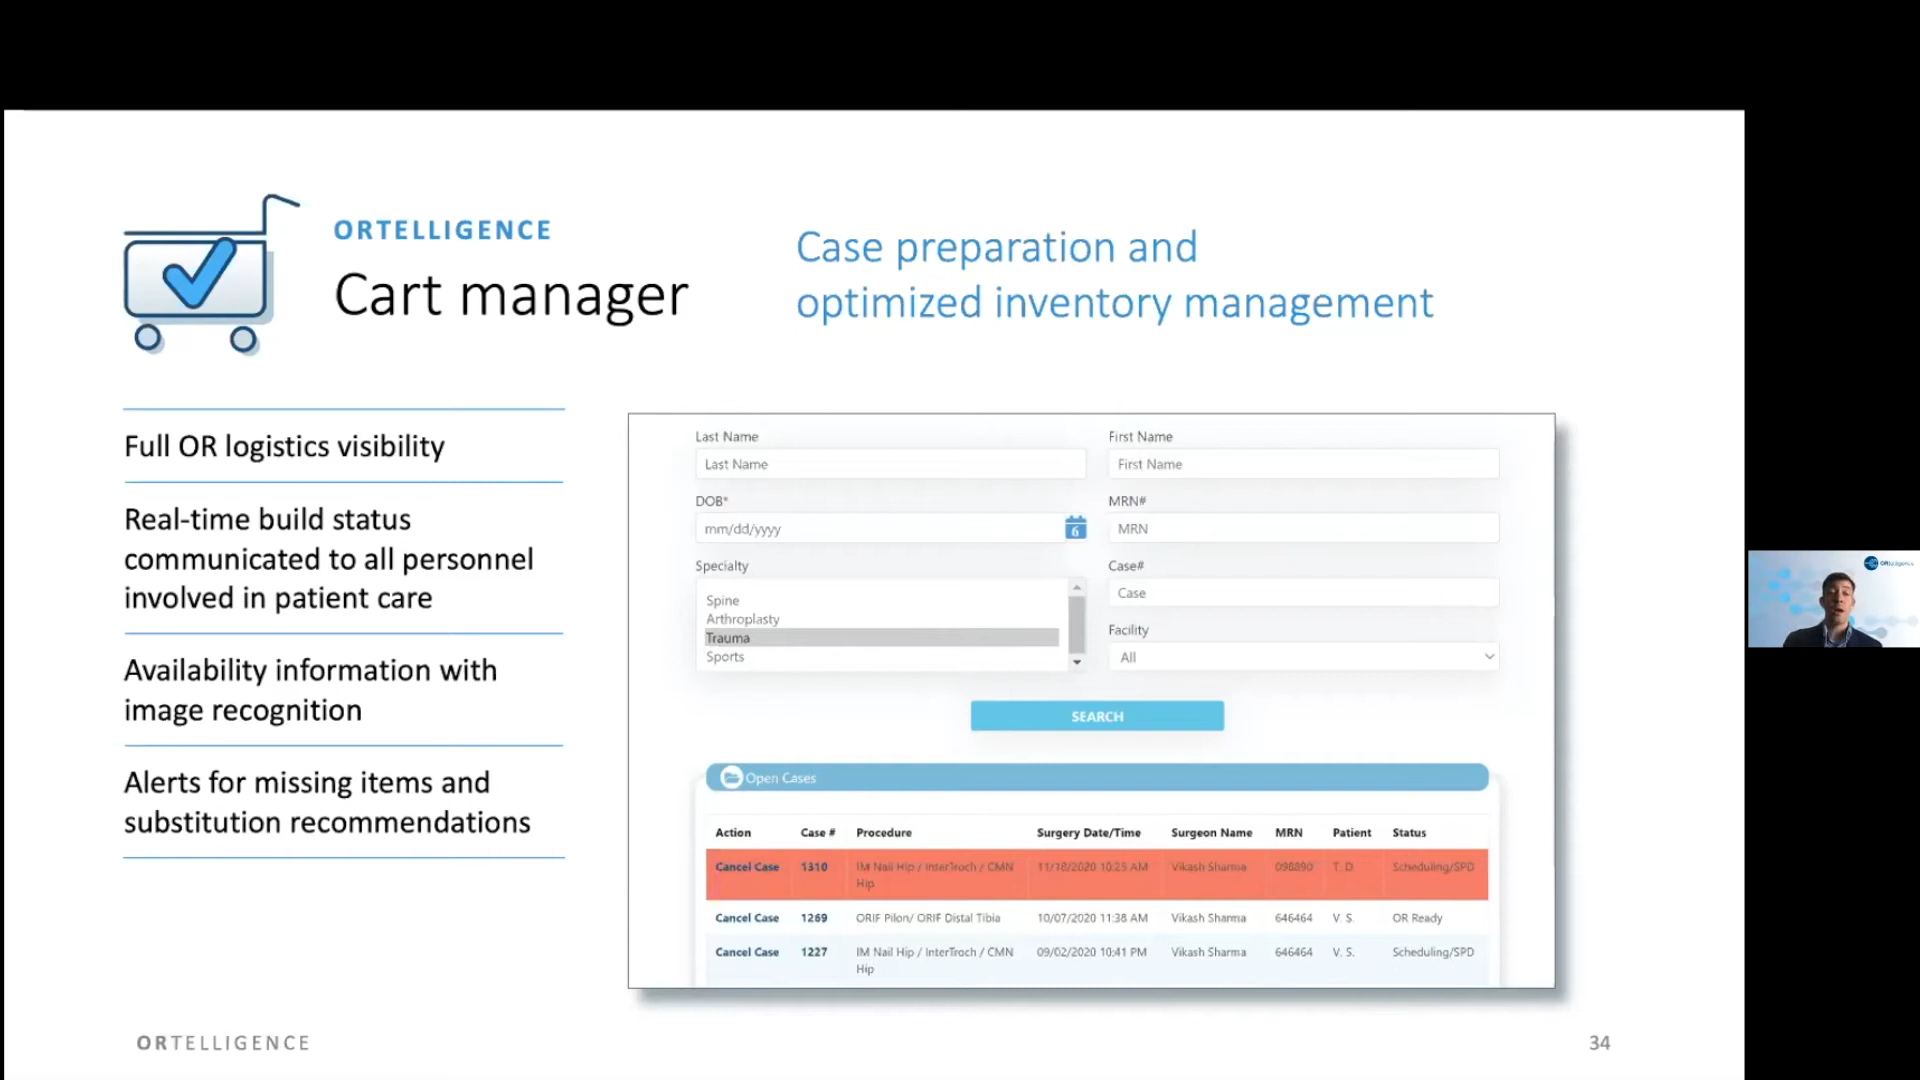 ORTELLIGENCE
Cart manager
Case preparation and
optimized inventory management
Full OR logistics visibility
Real-time build status
communicated to all personnel
involved in patient care
Availability information with
image recognition
Alerts for missing items and
substitution recommendations
Last Name
First Name
Last Name
First Name
DOB*
MRN#
mm/dd/yyyy
6
MRN
Specialty
Case#
Spine
Arthroplasty
Trauma
Sports
Case
Facility
All
SEARCH
Open Cases
Action Case # Procedure Surgery Date/Time Surgeon Name MRN Patient Status
Cancel Case 1310 IM Nail Hip / InterTroch / CMN 11/18/2020 10:25 AM Vikash Sharma 098890 T. D. Scheduling/SPD
Hip
Cancel Case 1269 ORIF Pilon/ ORIF Distal Tibia 10/07/2020 11:38 AM Vikash Sharma 646464 V. S. OR Ready
Cancel Case 1227 IM Nail Hip / InterTroch / CMN 09/02/2020 10:41 PM Vikash Sharma 646464 V. S. Scheduling/SPD
Hip
ORTELLIGENCE
34